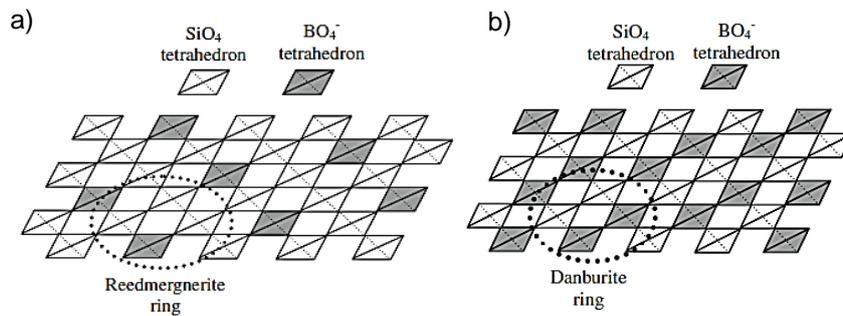 a)
SiO4
tetrahedron
BO4-
tetrahedron
Reedmergnerite
ring
b)
SiO4
tetrahedron
BO4-
tetrahedron
Danburite
ring